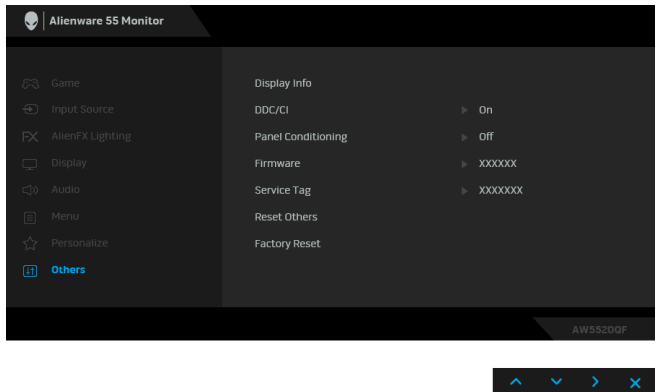 Alienware 55 Monitor
Game
Display Info
Input Source
DDC/CI
On
FX
AlienFX Lighting
Panel Conditioning
Off
Display
Firmware
XXXXXX
Audio
Service Tag
XXXXXXX
Menu
Reset Others
Personalize
Factory Reset
Others
AW5520QF